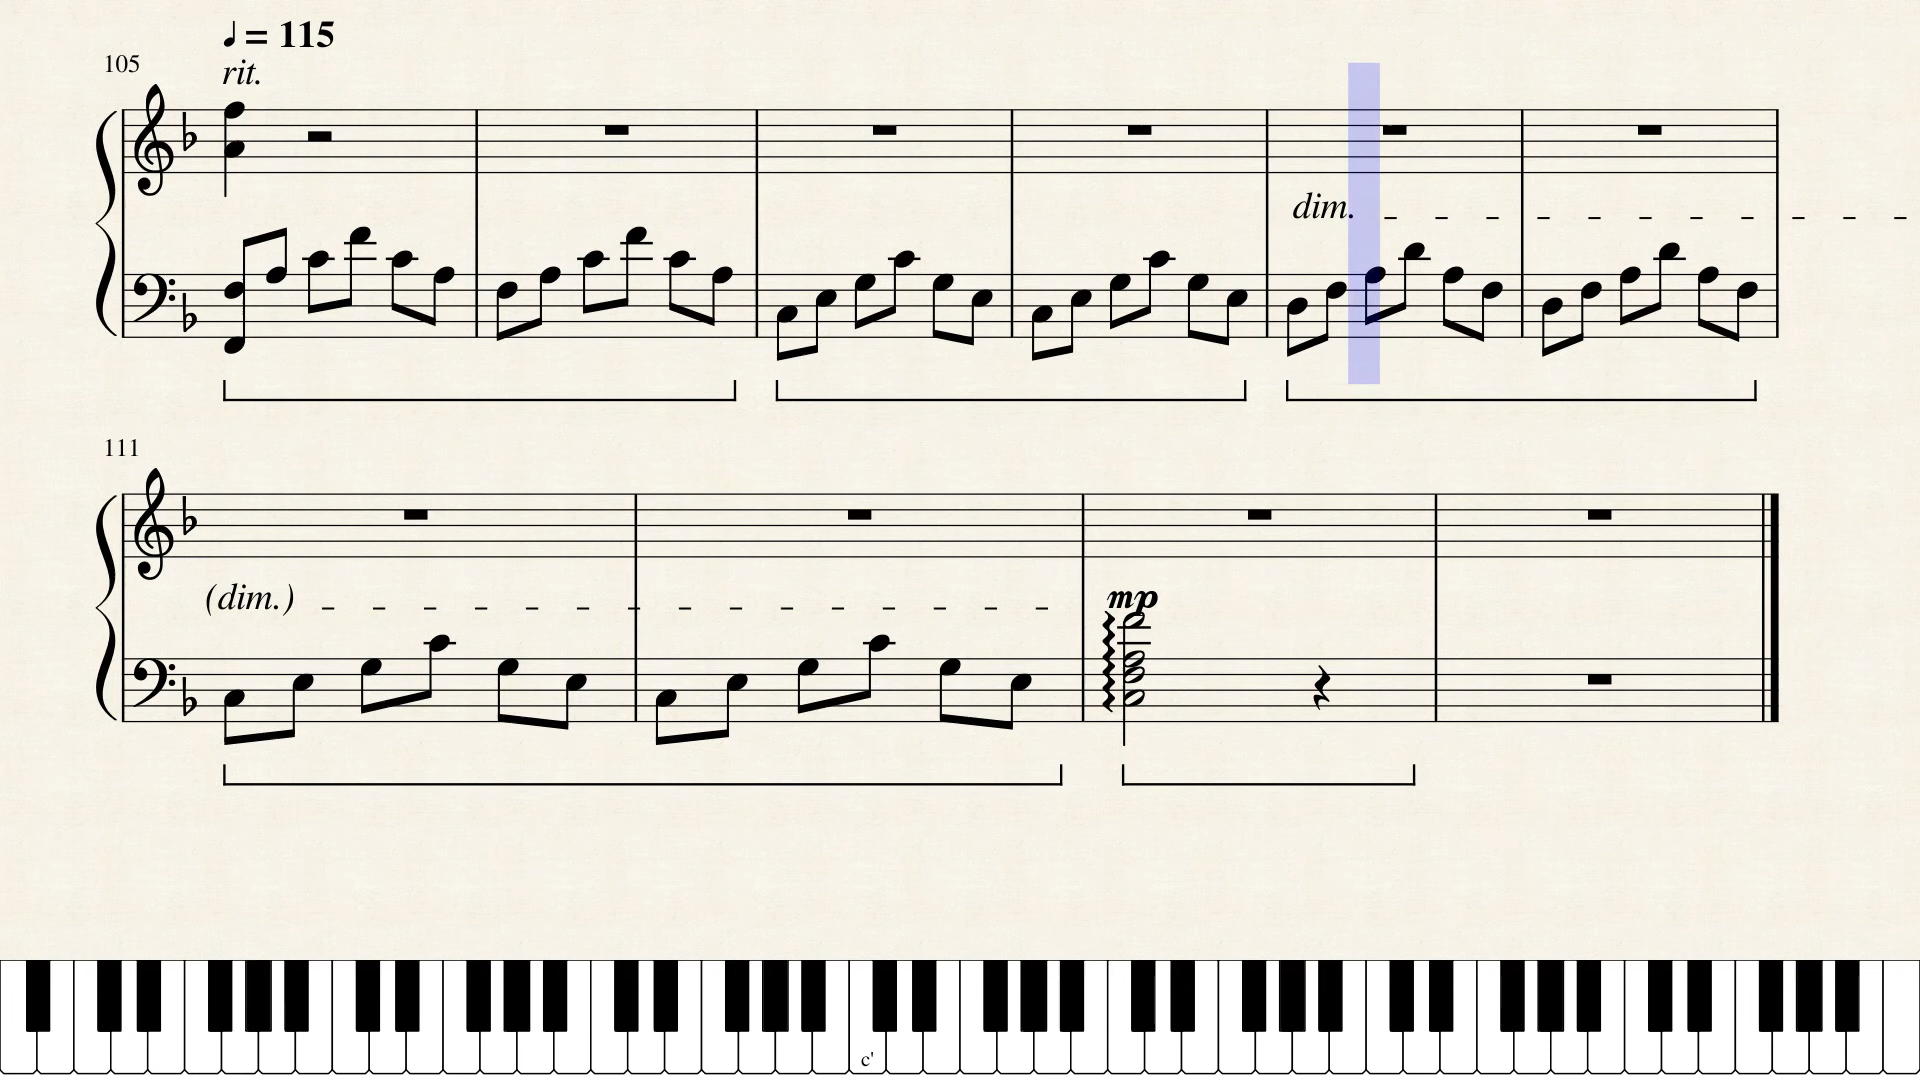 ♩ = 115
105
rit.
dim.
111
(dim.)
mp
c'